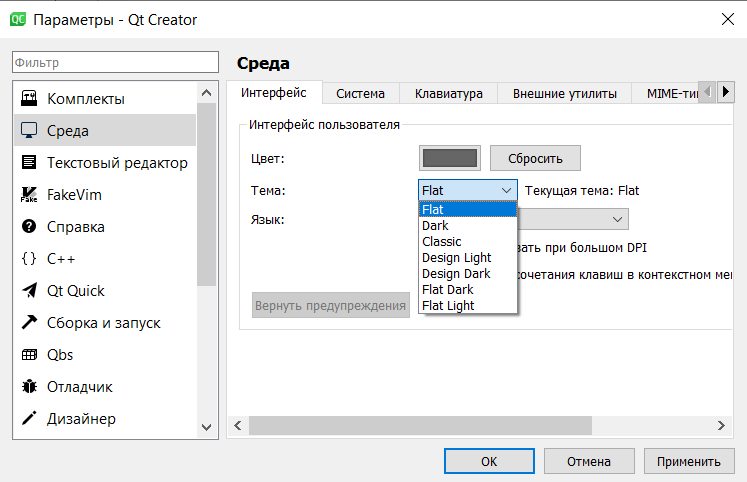 QC Параметры - Qt Creator
Фильтр
Комплекты
Среда
Текстовый редактор
FakeVim
Справка
{ } C++
Qt Quick
Сборка и запуск
Qbs
Отладчик
Дизайнер
Среда
Интерфейс Система Клавиатура Внешние утилиты MIME-ти
Интерфейс пользователя
Цвет: Сбросить
Тема: Flat Текущая тема: Flat
Язык:
Flat
Dark
Classic
Design Light
Design Dark
Flat Dark
Flat Light
вать при большом DPI
сочетания клавиш в контекстном ме
Вернуть предупреждения
OK Отмена Применить